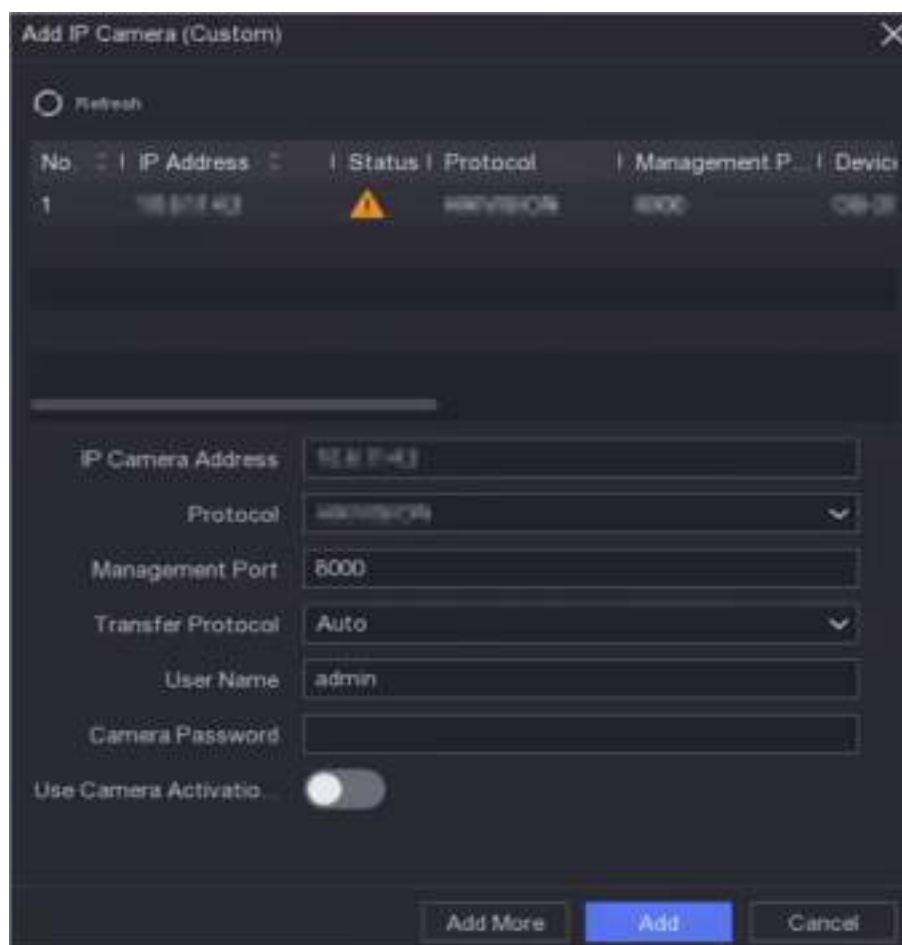 Add IP Camera (Custom)
Refresh
No. IP Address Status Protocol Management P... Device
1
IP Camera Address
Protocol
Management Port 8000
Transfer Protocol Auto
User Name admin
Camera Password
Use Camera Activatio...
Add More Add Cancel